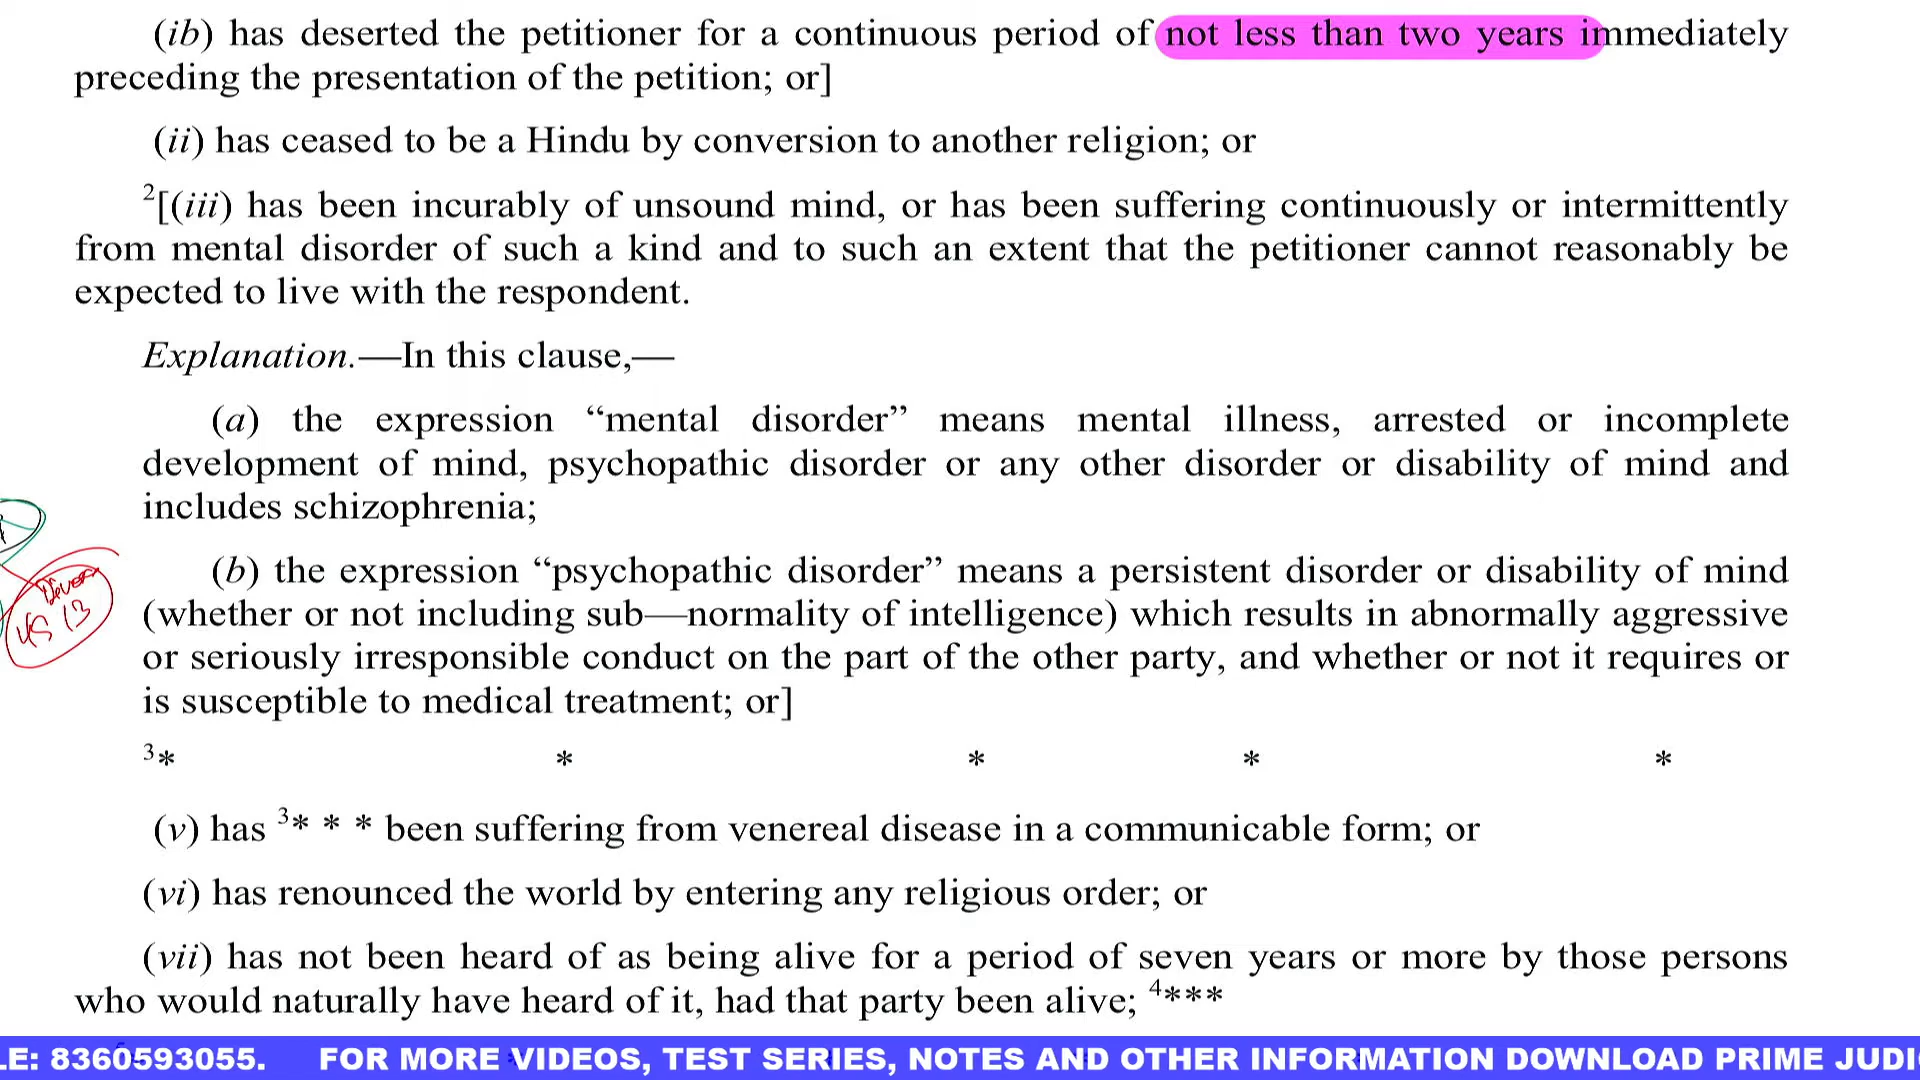 (ib) has deserted the petitioner for a continuous period of not less than two years immediately
preceding the presentation of the petition; or]
(ii) has ceased to be a Hindu by conversion to another religion; or
2[(iii) has been incurably of unsound mind, or has been suffering continuously or intermittently
from mental disorder of such a kind and to such an extent that the petitioner cannot reasonably be
expected to live with the respondent.
Explanation.—In this clause,—
(a) the expression “mental disorder” means mental illness, arrested or incomplete
development of mind, psychopathic disorder or any other disorder or disability of mind and
includes schizophrenia;
(b) the expression “psychopathic disorder” means a persistent disorder or disability of mind
(whether or not including sub—normality of intelligence) which results in abnormally aggressive
or seriously irresponsible conduct on the part of the other party, and whether or not it requires or
is susceptible to medical treatment; or]
13
3* * * * *
(v) has 3* * * been suffering from venereal disease in a communicable form; or
(vi) has renounced the world by entering any religious order; or
(vii) has not been heard of as being alive for a period of seven years or more by those persons
who would naturally have heard of it, had that party been alive; 4***
LE: 8360593055. FOR MORE VIDEOS, TEST SERIES, NOTES AND OTHER INFORMATION DOWNLOAD PRIME JUDI